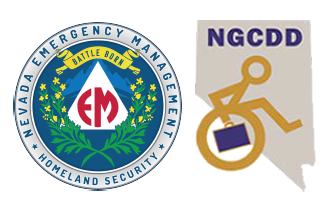 NEVADA EMERGENCY MANAGEMENT
BATTLE BORN
EM
HOMELAND SECURITY
NGCDD